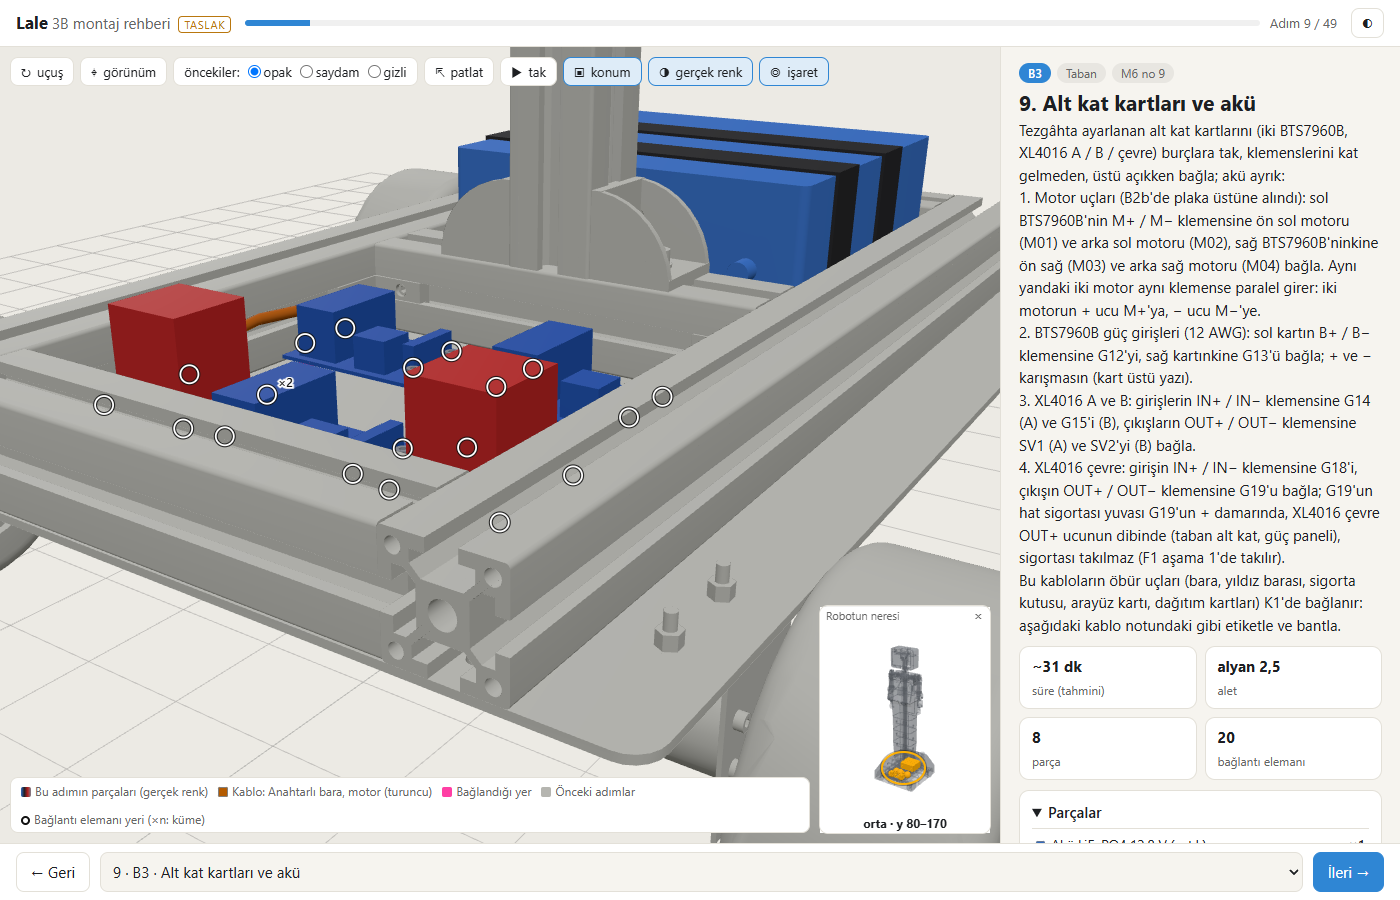 Lale 3B montaj rehberi TASLAK
Adım 9 / 49
↻ uçuş
⌖ görünüm
öncekiler: opak saydam gizli
↸ patlat
▶ tak
▣ konum
◑ gerçek renk
◎ işaret
×2
Robotun neresi ×
orta · y 80–170
Bu adımın parçaları (gerçek renk) Kablo: Anahtarlı bara, motor (turuncu) Bağlandığı yer Önceki adımlar
Bağlantı elemanı yeri (×n: küme)
B3 Taban M6 no 9
9. Alt kat kartları ve akü
Tezgâhta ayarlanan alt kat kartlarını (iki BTS7960B,
XL4016 A / B / çevre) burçlara tak, klemenslerini kat
gelmeden, üstü açıkken bağla; akü ayrık:
1. Motor uçları (B2b'de plaka üstüne alındı): sol
BTS7960B'nin M+ / M− klemensine ön sol motoru
(M01) ve arka sol motoru (M02), sağ BTS7960B'ninkine
ön sağ (M03) ve arka sağ motoru (M04) bağla. Aynı
yandaki iki motor aynı klemense paralel girer: iki
motorun + ucu M+'ya, − ucu M−'ye.
2. BTS7960B güç girişleri (12 AWG): sol kartın B+ / B−
klemensine G12'yi, sağ kartınkine G13'ü bağla; + ve −
karışmasın (kart üstü yazı).
3. XL4016 A ve B: girişlerin IN+ / IN− klemensine G14
(A) ve G15'i (B), çıkışların OUT+ / OUT− klemensine
SV1 (A) ve SV2'yi (B) bağla.
4. XL4016 çevre: girişin IN+ / IN− klemensine G18'i,
çıkışın OUT+ / OUT− klemensine G19'u bağla; G19'un
hat sigortası yuvası G19'un + damarında, XL4016 çevre
OUT+ ucunun dibinde (taban alt kat, güç paneli),
sigortası takılmaz (F1 aşama 1'de takılır).
Bu kabloların öbür uçları (bara, yıldız barası, sigorta
kutusu, arayüz kartı, dağıtım kartları) K1'de bağlanır:
aşağıdaki kablo notundaki gibi etiketle ve bantla.
~31 dk
süre (tahmini)
alyan 2,5
alet
8
parça
20
bağlantı elemanı
▼ Parçalar
← Geri
9 · B3 · Alt kat kartları ve akü
İleri →